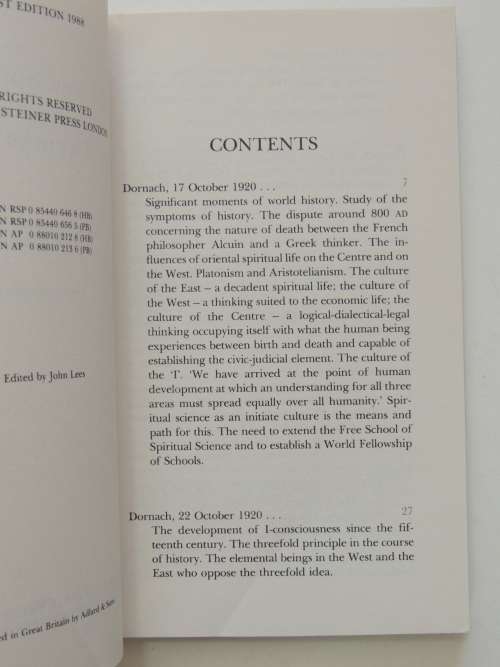 ST EDITION 1988
RIGHTS RESERVED
STEINER PRESS LONDON
N RSP 0 85440 646 8 (HB)
N RSP 0 85440 656 5 (PB)
N AP 0 88010 212 8 (HB)
N AP 0 88010 213 6 (PB)
Edited by John Lees
ed in Great Britain by Adlard &
CONTENTS
Dornach, 17 October 1920 . . . 7
Significant moments of world history. Study of the
symptoms of history. The dispute around 800 AD
concerning the nature of death between the French
philosopher Alcuin and a Greek thinker. The in-
fluences of oriental spiritual life on the Centre and on
the West. Platonism and Aristotelianism. The culture
of the East – a decadent spiritual life; the culture of
the West – a thinking suited to the economic life; the
culture of the Centre – a logical-dialectical-legal
thinking occupying itself with what the human being
experiences between birth and death and capable of
establishing the civic-judicial element. The culture of
the 'I'. 'We have arrived at the point of human
development at which an understanding for all three
areas must spread equally over all humanity.' Spir-
itual science as an initiate culture is the means and
path for this. The need to extend the Free School of
Spiritual Science and to establish a World Fellowship
of Schools.
Dornach, 22 October 1920 . . . 27
The development of I-consciousness since the fif-
teenth century. The threefold principle in the course
of history. The elemental beings in the West and the
East who oppose the threefold idea.